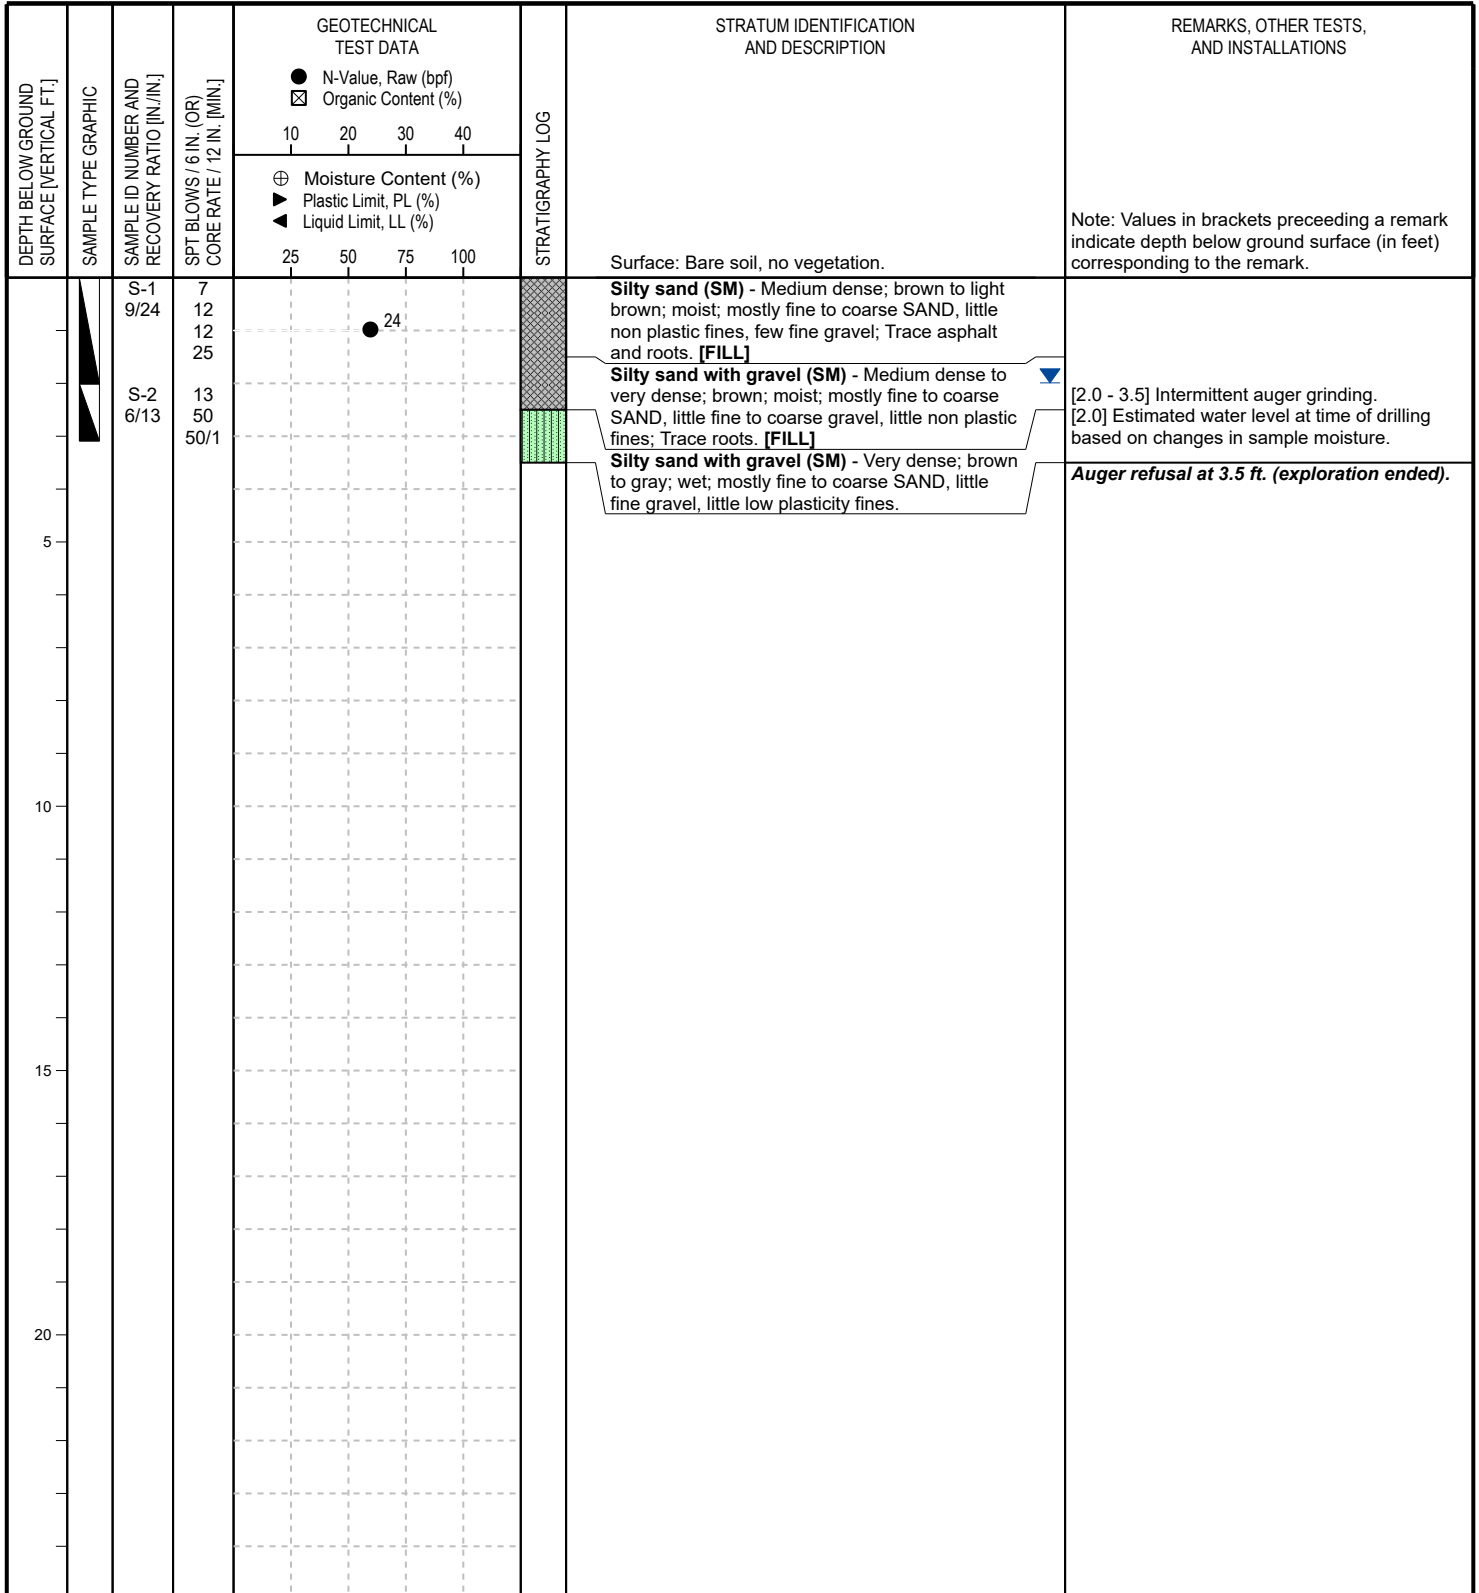 DEPTH BELOW GROUND
SURFACE [VERTICAL FT.]
SAMPLE TYPE GRAPHIC
SAMPLE ID NUMBER AND
RECOVERY RATIO [IN./IN.]
SPT BLOWS / 6 IN. (OR)
CORE RATE / 12 IN. [MIN.]
GEOTECHNICAL
TEST DATA
N-Value, Raw (bpf)
Organic Content (%)
10 20 30 40
Moisture Content (%)
Plastic Limit, PL (%)
Liquid Limit, LL (%)
25 50 75 100
STRATIGRAPHY LOG
STRATUM IDENTIFICATION
AND DESCRIPTION
Surface: Bare soil, no vegetation.
REMARKS, OTHER TESTS,
AND INSTALLATIONS
Note: Values in brackets preceeding a remark
indicate depth below ground surface (in feet)
corresponding to the remark.
S-1
9/24
7
12
12
25
24
S-2
6/13
13
50
50/1
Silty sand (SM) - Medium dense; brown to light
brown; moist; mostly fine to coarse SAND, little
non plastic fines, few fine gravel; Trace asphalt
and roots. [FILL]
Silty sand with gravel (SM) - Medium dense to
very dense; brown; moist; mostly fine to coarse
SAND, little fine to coarse gravel, little non plastic
fines; Trace roots. [FILL]
Silty sand with gravel (SM) - Very dense; brown
to gray; wet; mostly fine to coarse SAND, little
fine gravel, little low plasticity fines.
[2.0 - 3.5] Intermittent auger grinding.
[2.0] Estimated water level at time of drilling
based on changes in sample moisture.
Auger refusal at 3.5 ft. (exploration ended).
5
10
15
20